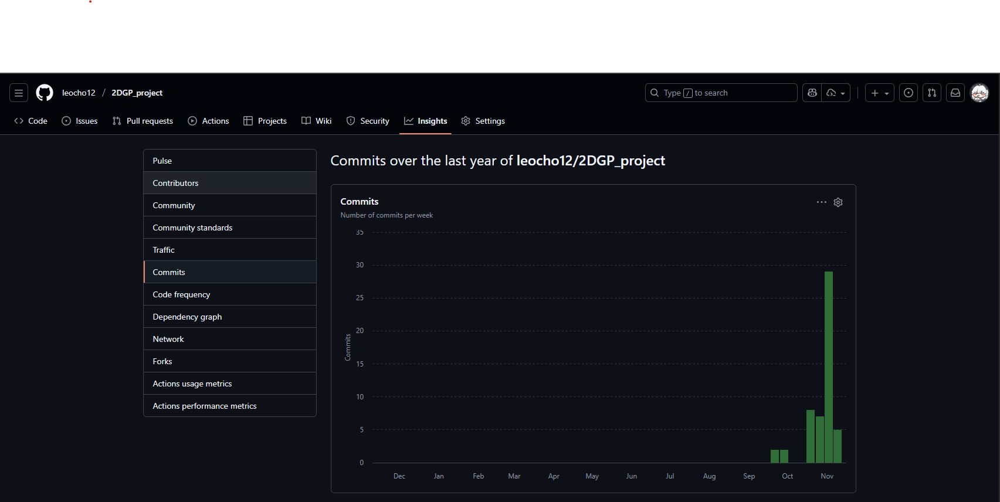 leocho12 / 2DGP_project
Type / to search
Code Issues Pull requests Actions Projects Wiki Security Insights Settings
Pulse
Contributors
Community
Community standards
Traffic
Commits
Code frequency
Dependency graph
Network
Forks
Actions usage metrics
Actions performance metrics
Commits over the last year of leocho12/2DGP_project
Commits
Number of commits per week
35
30
25
20
15
10
5
0
Commits
Dec Jan Feb Mar Apr May Jun Jul Aug Sep Oct Nov